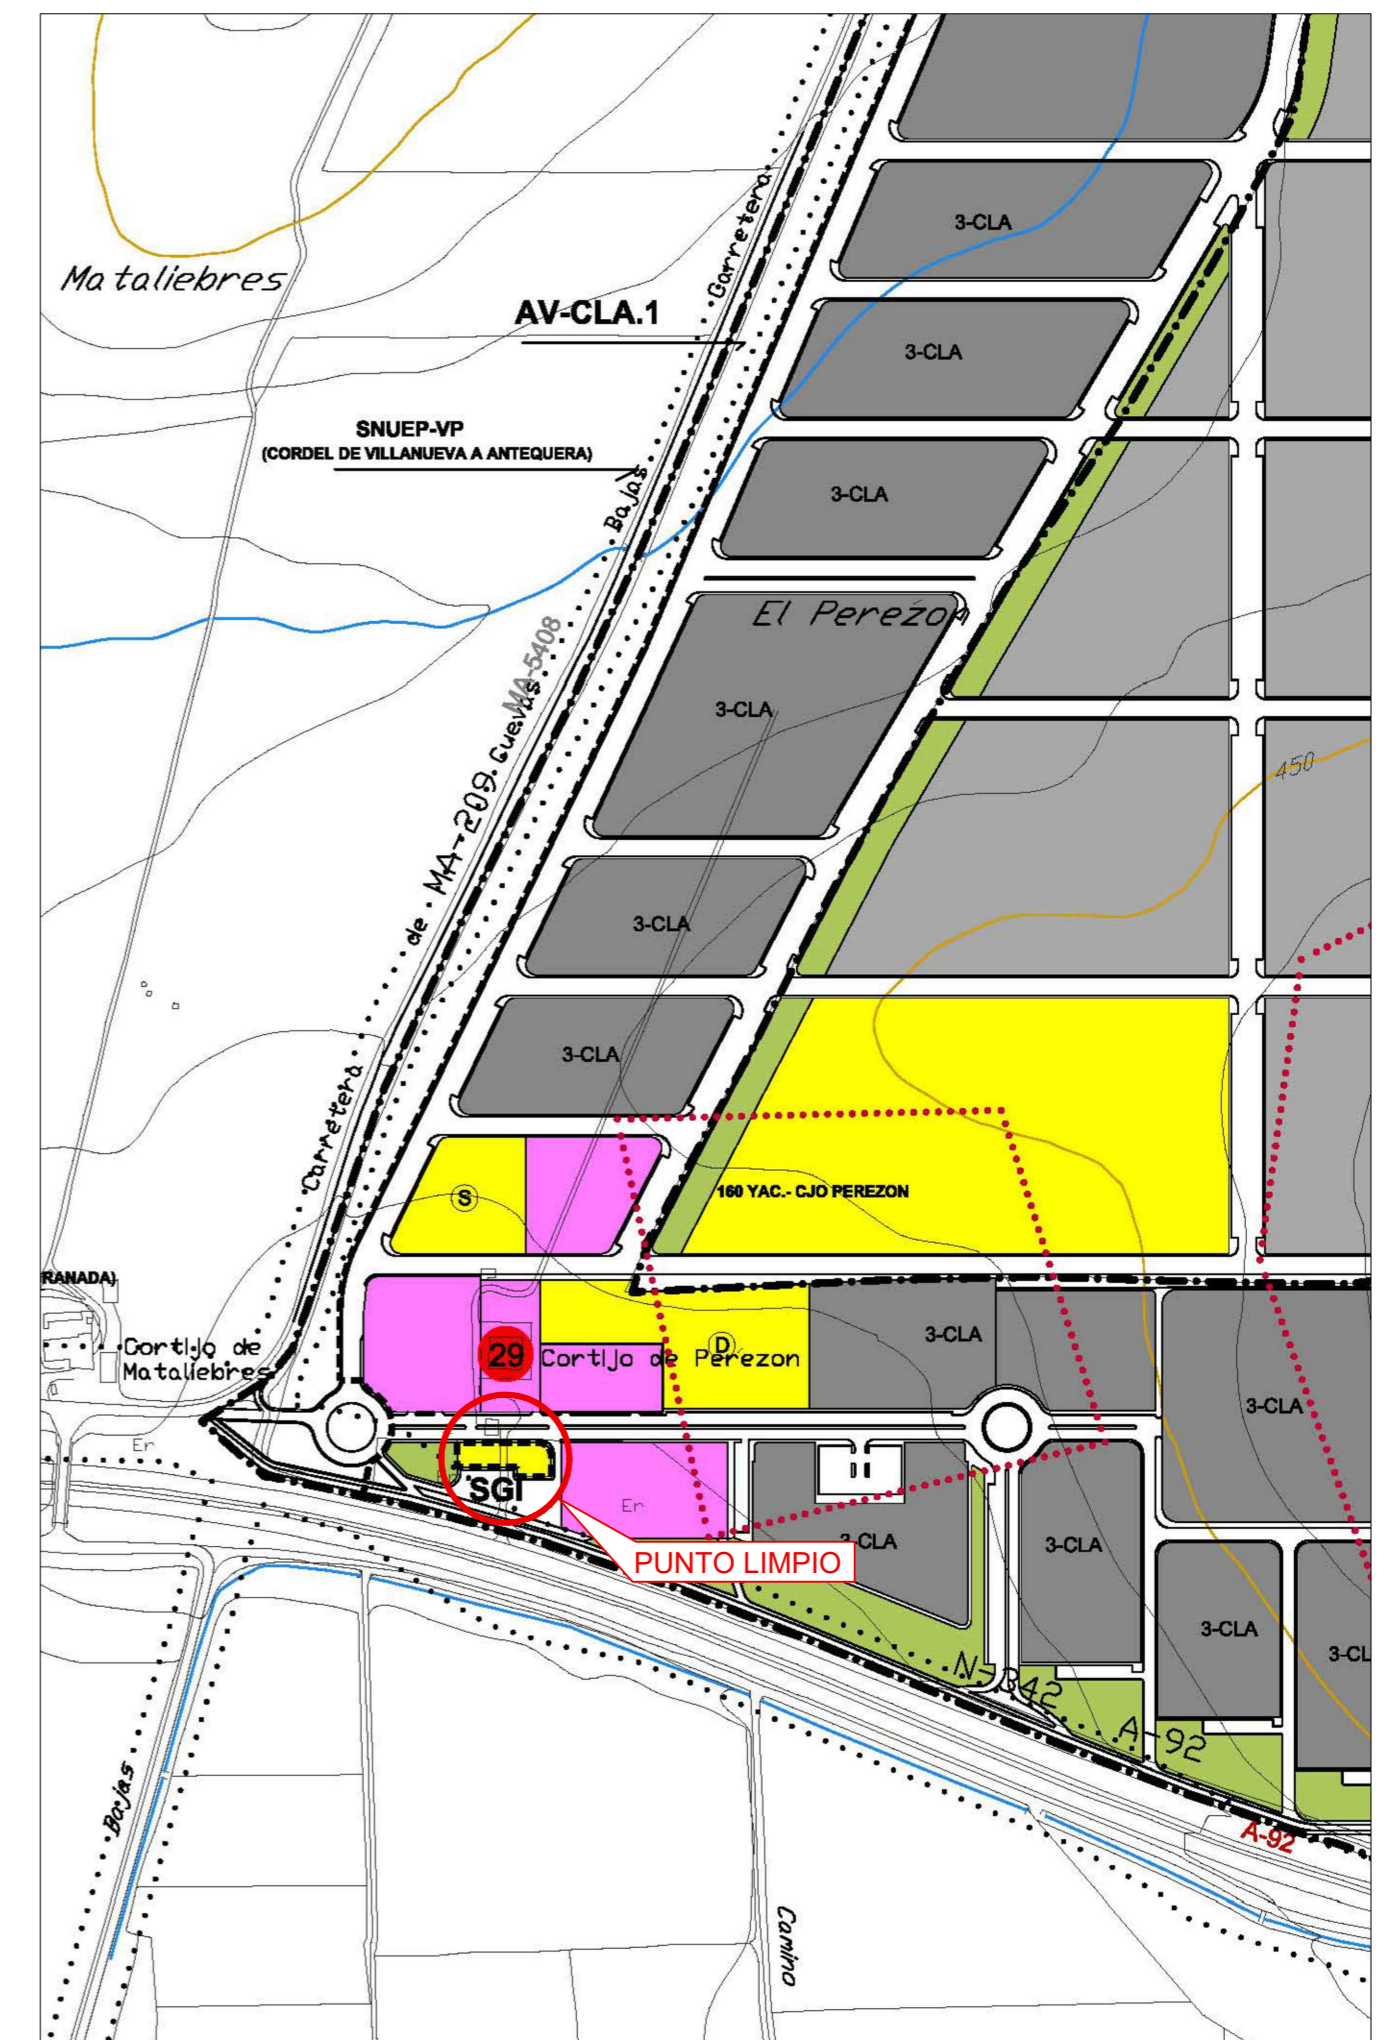 3-CLA
Mataliebres
Carretera
AV-CLA.1
3-CLA
SNUEP-VP
(CORDEL DE VILLANUEVA A ANTEQUERA)
Bajas
3-CLA
El Perezon
MA-5408
3-CLA
Cuevas
MA-209
450
de
3-CLA
3-CLA
Carretera
S
160 YAC.- CJO PEREZON
RANADA)
Cortijo de
Mataliebres
29
Cortijo de Perezon
D
3-CLA
3-CLA
Er
SGI
Er
3-CLA
3-CLA
PUNTO LIMPIO
3-CLA
3-CL
N-342
A-92
A-92
Bajas
Camino